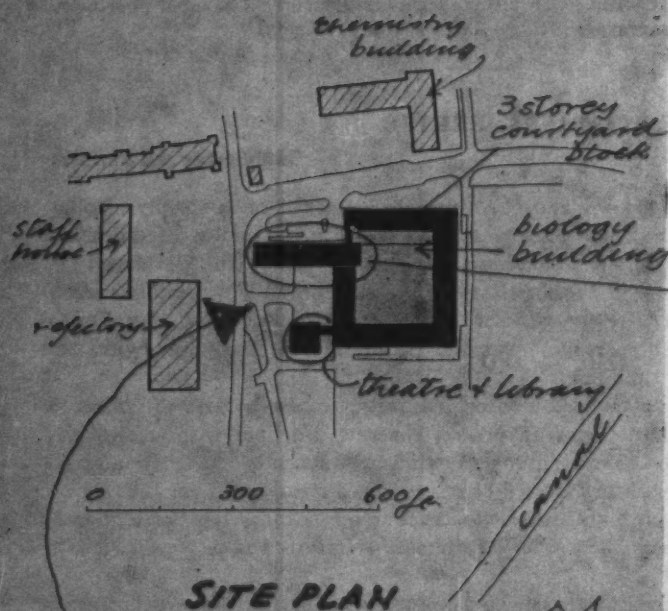 chemistry
building
3 storey
courtyard
block
staff
house
biology
building
refectory
theatre & library
canal
0 300 600 ft.
SITE PLAN